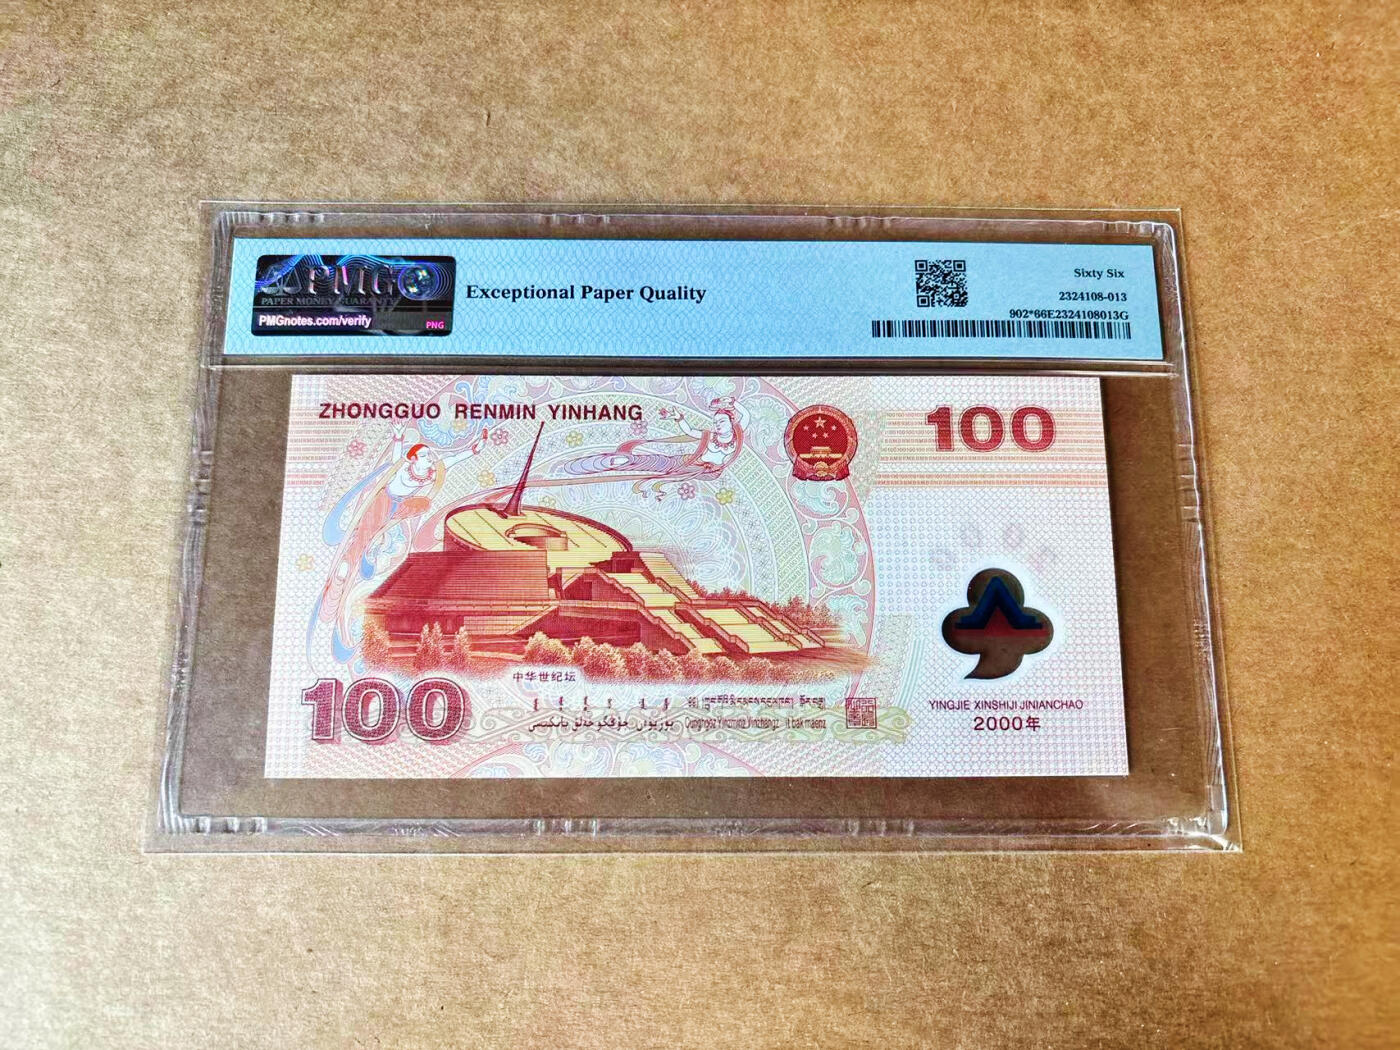 PMG
PAPER MONEY GUARANTY
PMGnotes.com/verify
PNG
Exceptional Paper Quality
Sixty Six
2324108-013
902*66E2324108013G
ZHONGGUO RENMIN YINHANG
100
中华世纪坛
100
YINGJIE XINSHIJI JINIANCHAO
2000年